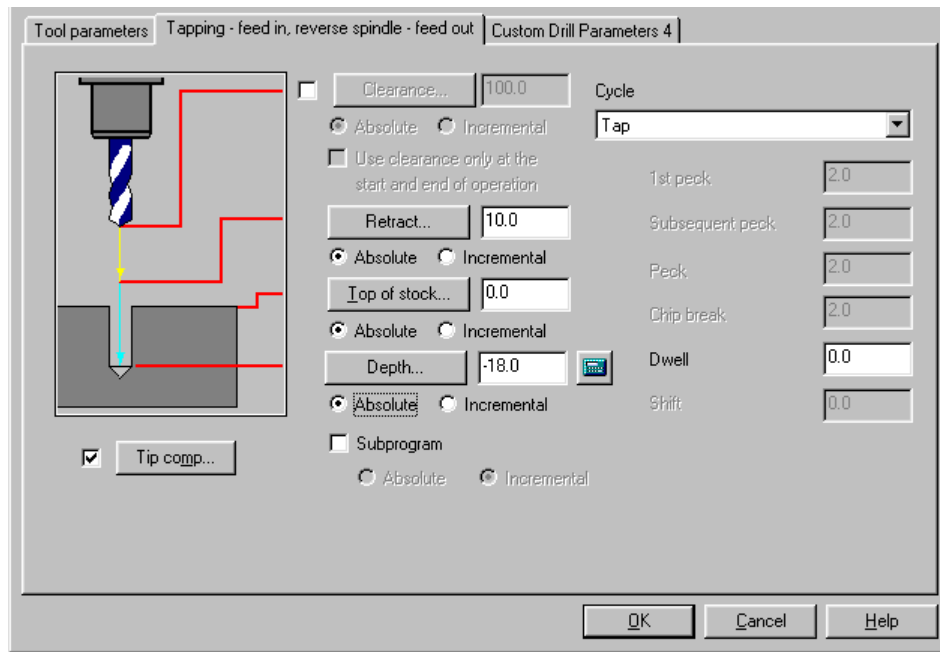 Tool parameters Tapping - feed in, reverse spindle - feed out Custom Drill Parameters 4
Clearance... 100.0
Absolute Incremental
Use clearance only at the
start and end of operation
Retract... 10.0
Absolute Incremental
Top of stock... 0.0
Absolute Incremental
Depth... -18.0
Absolute Incremental
Tip comp...
Subprogram
Absolute Incremental
Cycle
Tap
1st peck 2.0
Subsequent peck 2.0
Peck 2.0
Chip break 2.0
Dwell 0.0
Shift 0.0
OK Cancel Help